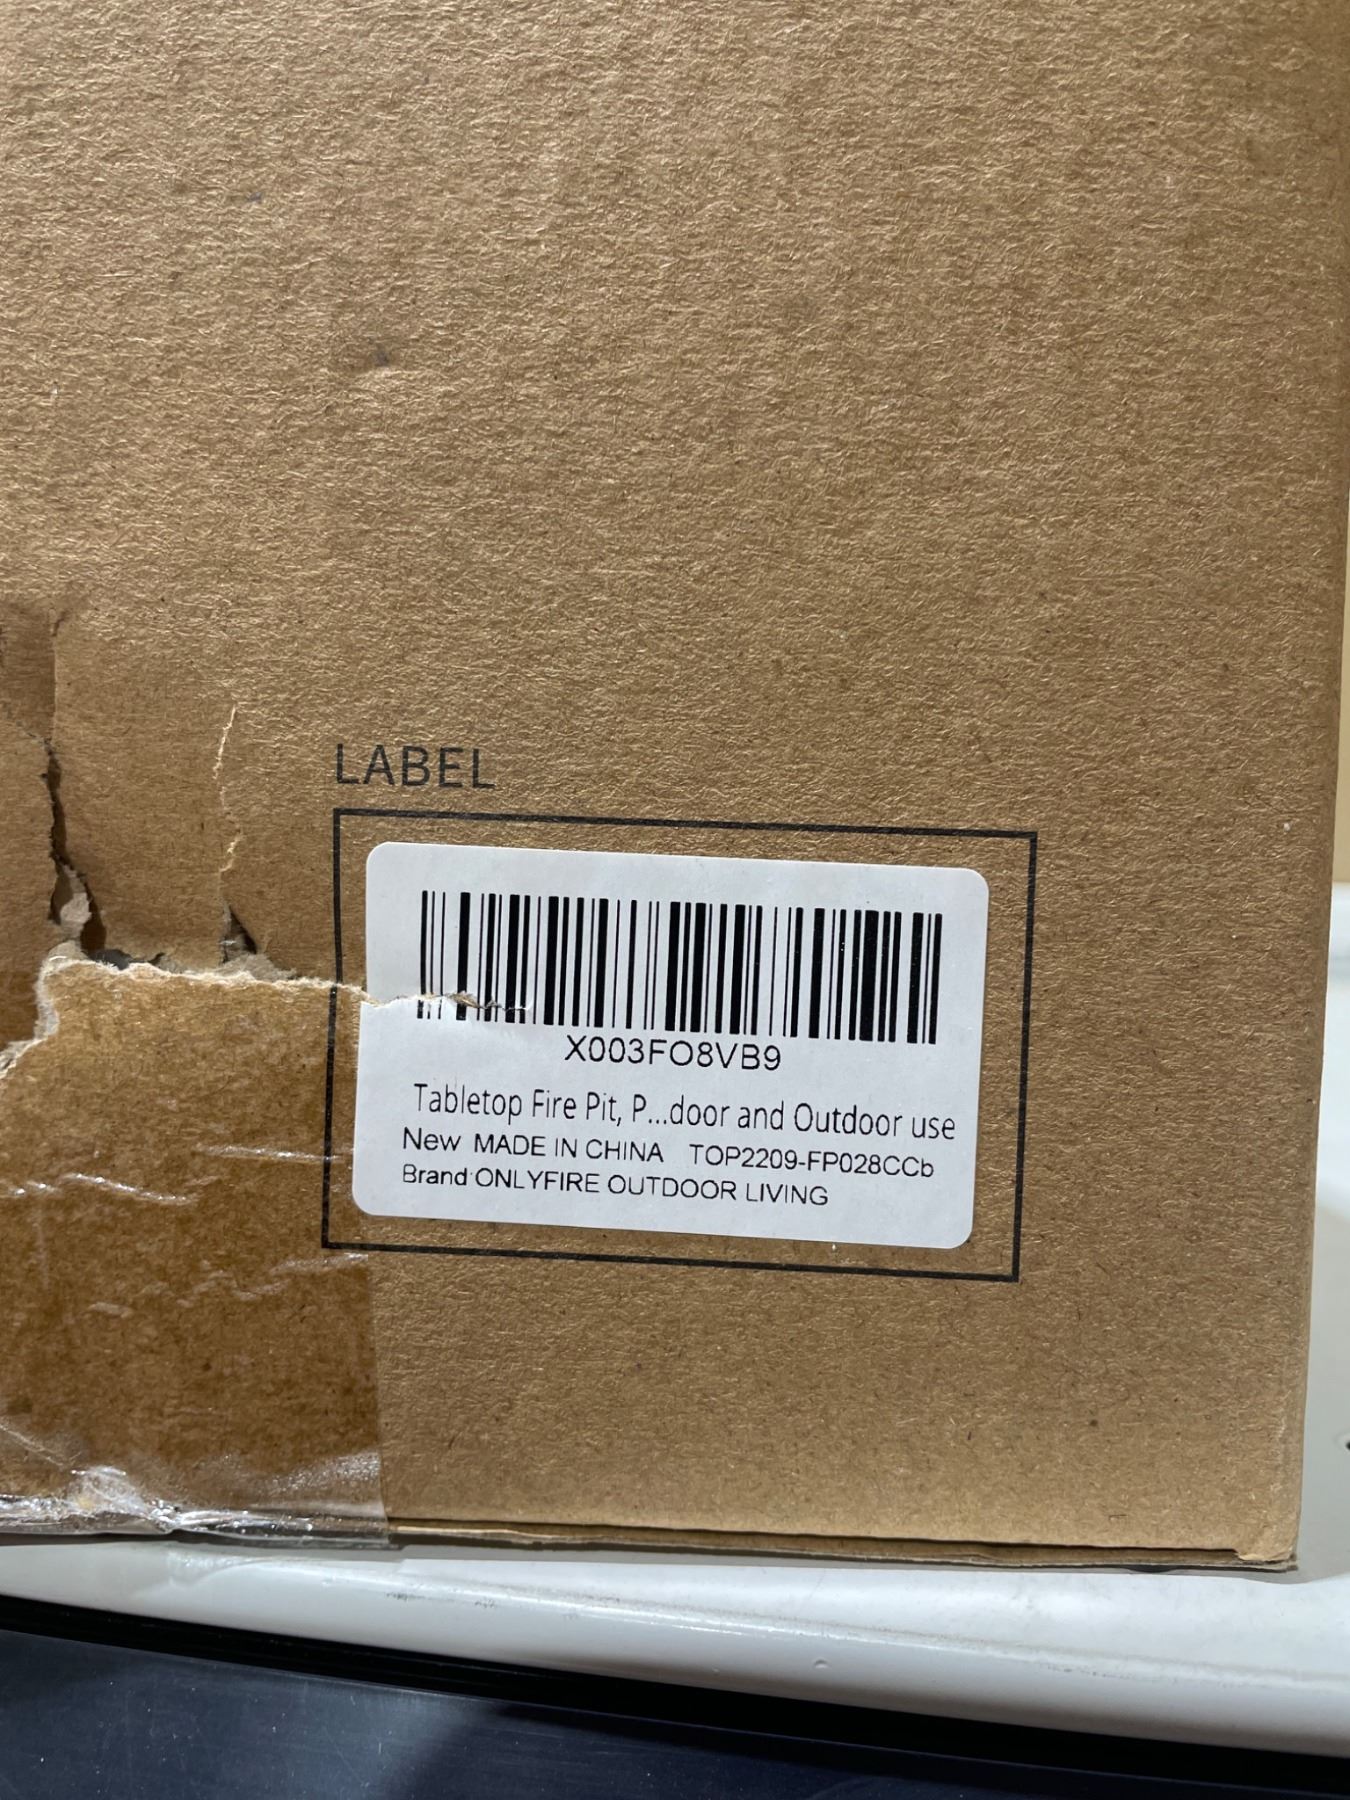 LABEL
X003FO8VB9
Tabletop Fire Pit, P...door and Outdoor use
New MADE IN CHINA TOP2209-FP028CCb
Brand:ONLYFIRE OUTDOOR LIVING